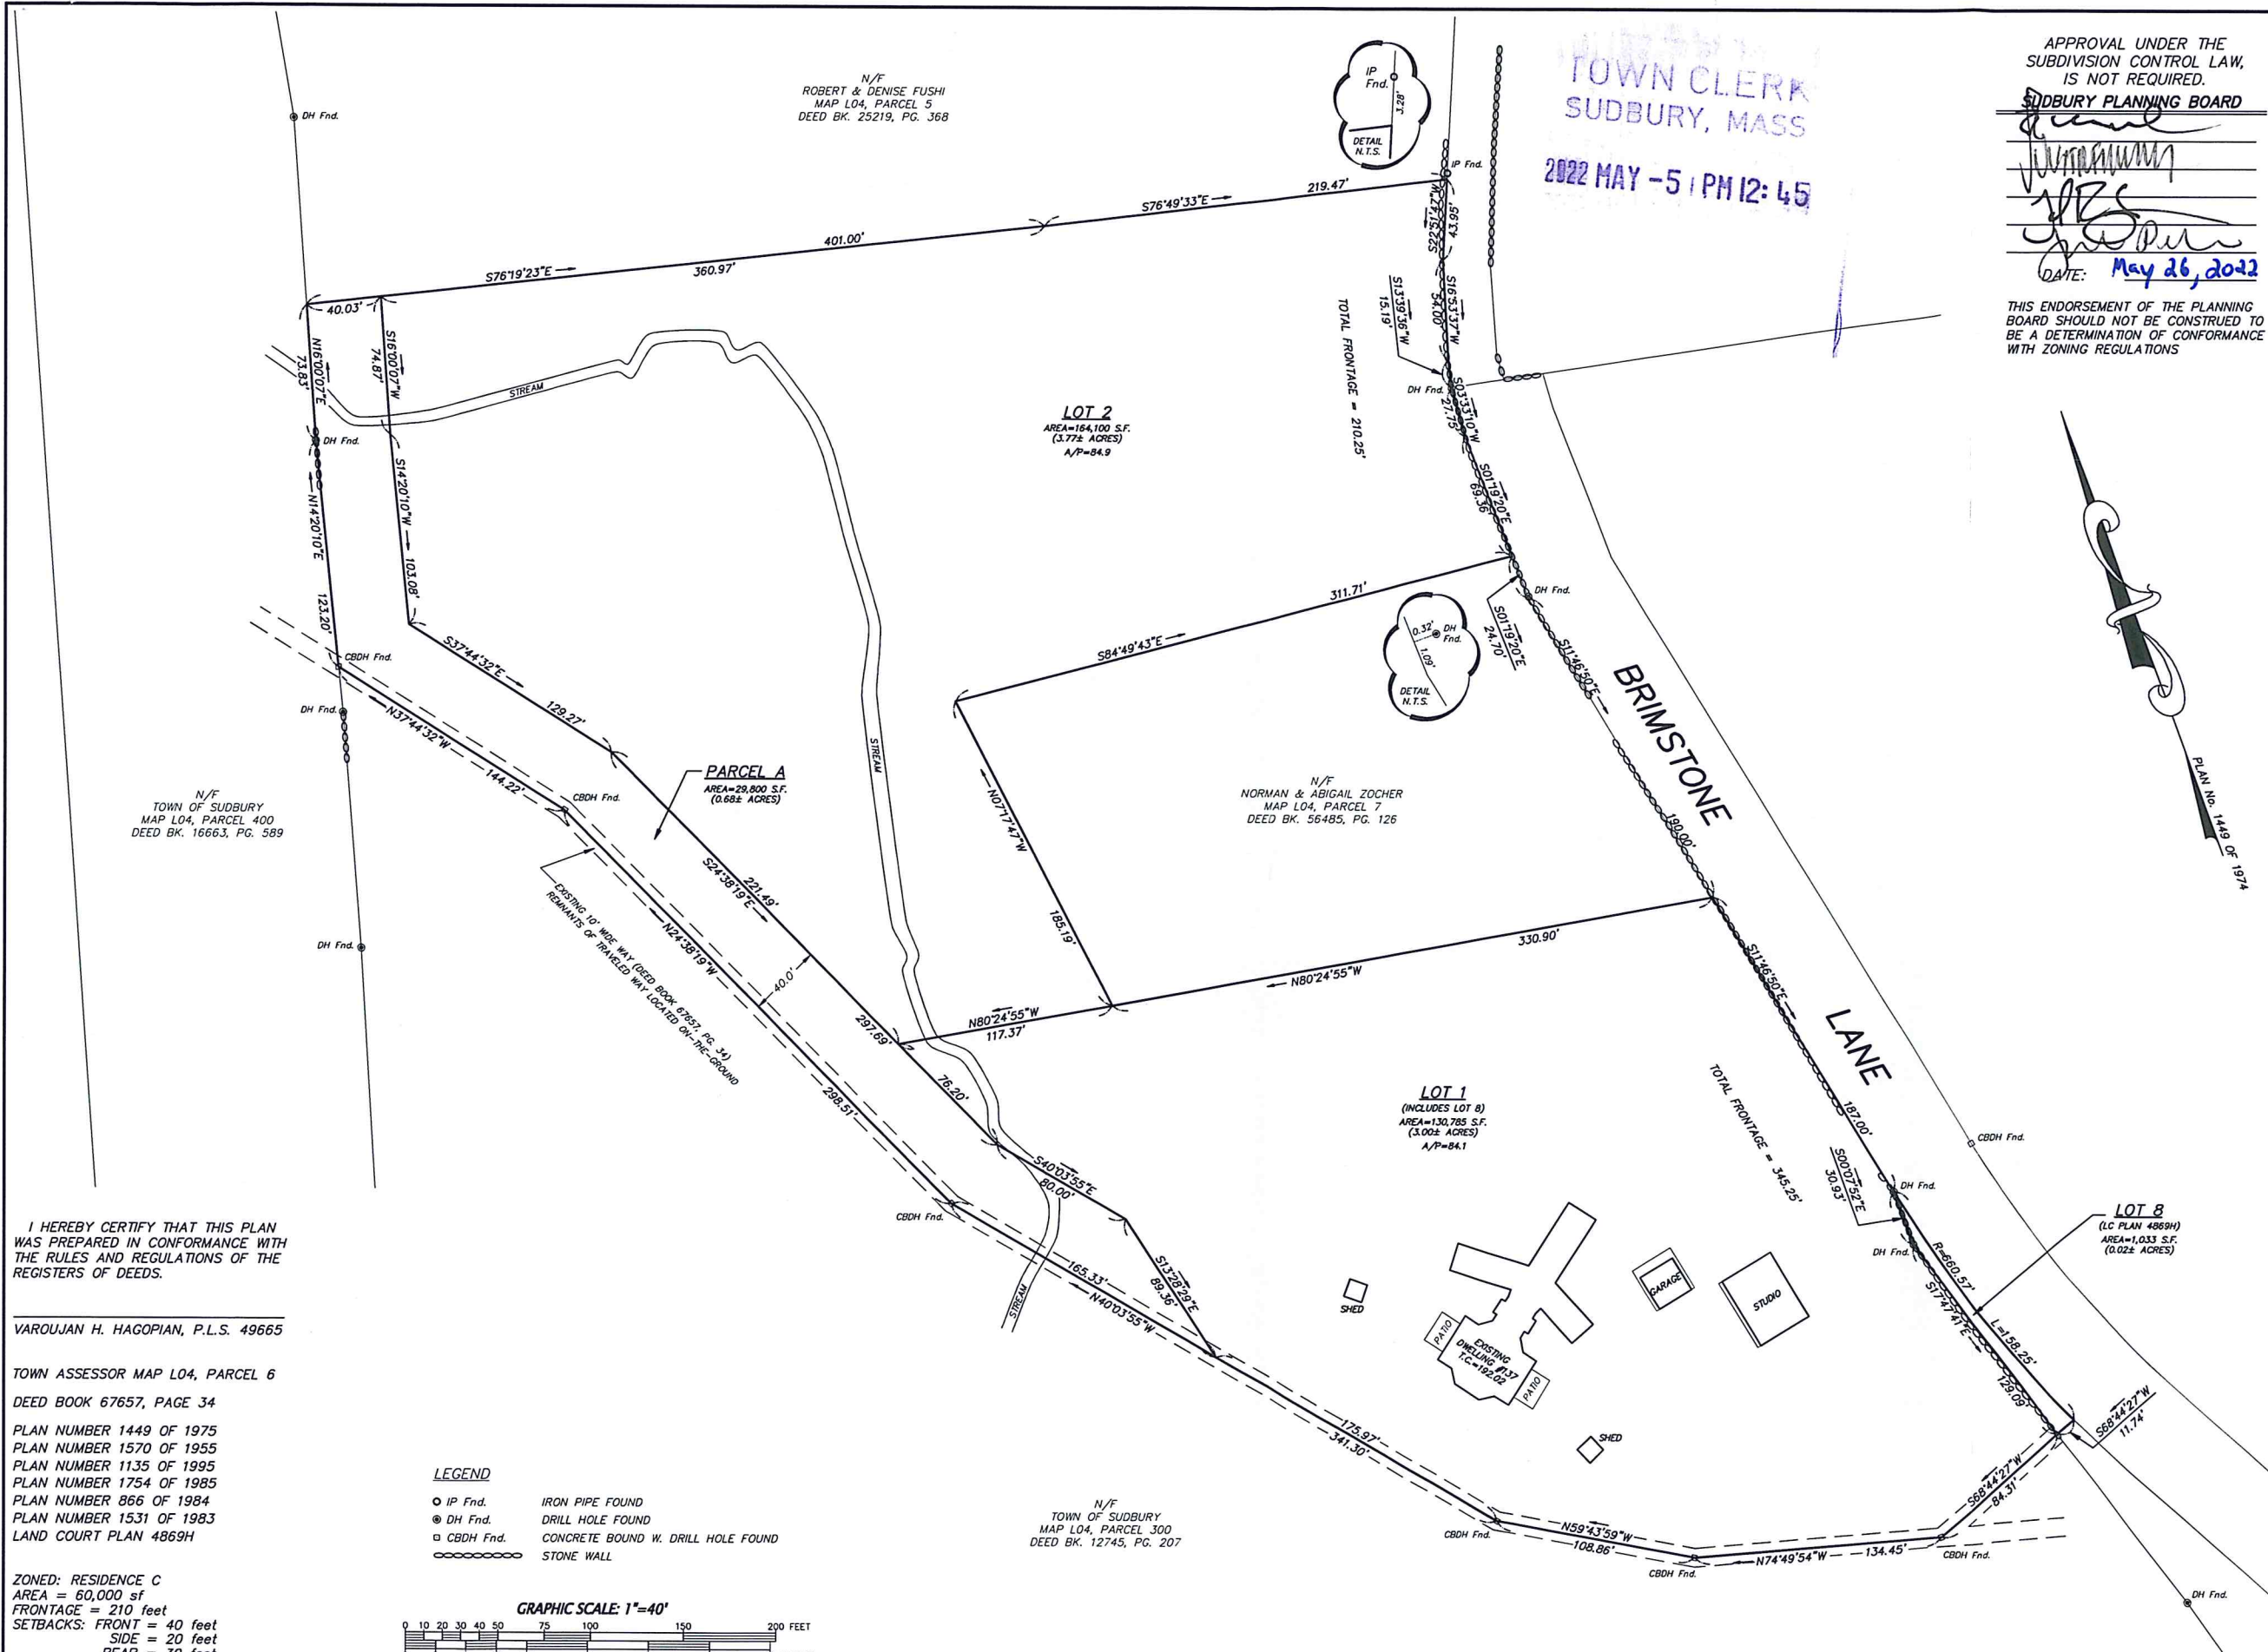 N/F
ROBERT & DENISE FUSHI
MAP L04, PARCEL 5
DEED BK. 25219, PG. 368
IP
Fnd.
3.28'
DETAIL
N.T.S.
TOWN CLERK
SUDBURY, MASS
2022 MAY -5 PM 12:45
APPROVAL UNDER THE
SUBDIVISION CONTROL LAW,
IS NOT REQUIRED.
SUDBURY PLANNING BOARD
DATE: May 26, 2022
THIS ENDORSEMENT OF THE PLANNING
BOARD SHOULD NOT BE CONSTRUED TO
BE A DETERMINATION OF CONFORMANCE
WITH ZONING REGULATIONS
DH Fnd.
IP Fnd.
219.47'
S76°49'33"E
401.00'
S76°19'23"E
360.97'
40.03'
S22°51'47"W
43.95'
S16°53'37"W
54.00'
S13°39'36"W
15.19'
TOTAL FRONTAGE = 210.25'
DH Fnd.
S03°33'10"W
27.75'
S01°19'20"E
69.36'
N16°00'07"E
73.83'
S16°00'07"W
74.87'
STREAM
DH Fnd.
LOT 2
AREA=164,100 S.F.
(3.77± ACRES)
A/P=84.9
N14°20'10"E
123.20'
S14°20'10"W
103.08'
CBDH Fnd.
DH Fnd.
S37°44'32"E
129.27'
N37°44'32"W
144.22'
311.71'
S84°49'43"E
DH Fnd.
S01°19'20"E
24.70'
0.32'
DH
Fnd.
1.09'
DETAIL
N.T.S.
S11°46'50"E
190.00'
BRIMSTONE
LANE
PLAN No. 1449 OF 1974
N/F
TOWN OF SUDBURY
MAP L04, PARCEL 400
DEED BK. 16663, PG. 589
CBDH Fnd.
PARCEL A
AREA=29,800 S.F.
(0.68± ACRES)
STREAM
N/F
NORMAN & ABIGAIL ZOCHER
MAP L04, PARCEL 7
DEED BK. 56485, PG. 126
N07°17'47"W
185.19'
DH Fnd.
EXISTING 10' WIDE WAY (DEED BOOK 67657, PG. 34)
REMNANTS OF TRAVELED WAY LOCATED ON-THE-GROUND
221.49'
S24°38'19"E
N24°38'19"W
40.0'
297.69'
298.51'
76.20'
N80°24'55"W
117.37'
N80°24'55"W
330.90'
S11°46'50"E
187.00'
LOT 1
(INCLUDES LOT 8)
AREA=130,785 S.F.
(3.00± ACRES)
A/P=84.1
TOTAL FRONTAGE = 345.25'
CBDH Fnd.
S00°07'52"E
30.93'
DH Fnd.
DH Fnd.
LOT 8
(LC PLAN 4869H)
AREA=1,033 S.F.
(0.02± ACRES)
R=660.57'
L=158.25'
S17°47'41"E
129.09'
S68°44'27"W
11.74'
S68°44'27"W
84.31'
CBDH Fnd.
S40°03'55"E
80.00'
S13°28'29"E
89.36'
165.33'
N40°03'55"W
STREAM
SHED
PATIO
EXISTING
DWELLING #137
T.C.=192.02
PATIO
GARAGE
STUDIO
SHED
175.97'
341.30'
CBDH Fnd.
N59°43'59"W
108.86'
CBDH Fnd.
N74°49'54"W
134.45'
CBDH Fnd.
DH Fnd.
I HEREBY CERTIFY THAT THIS PLAN
WAS PREPARED IN CONFORMANCE WITH
THE RULES AND REGULATIONS OF THE
REGISTERS OF DEEDS.
VAROUJAN H. HAGOPIAN, P.L.S. 49665
TOWN ASSESSOR MAP L04, PARCEL 6
DEED BOOK 67657, PAGE 34
PLAN NUMBER 1449 OF 1975
PLAN NUMBER 1570 OF 1955
PLAN NUMBER 1135 OF 1995
PLAN NUMBER 1754 OF 1985
PLAN NUMBER 866 OF 1984
PLAN NUMBER 1531 OF 1983
LAND COURT PLAN 4869H
ZONED: RESIDENCE C
AREA = 60,000 sf
FRONTAGE = 210 feet
SETBACKS: FRONT = 40 feet
SIDE = 20 feet
LEGEND
IP Fnd. IRON PIPE FOUND
DH Fnd. DRILL HOLE FOUND
CBDH Fnd. CONCRETE BOUND W. DRILL HOLE FOUND
STONE WALL
N/F
TOWN OF SUDBURY
MAP L04, PARCEL 300
DEED BK. 12745, PG. 207
GRAPHIC SCALE: 1"=40'
0 10 20 30 40 50 75 100 150 200 FEET